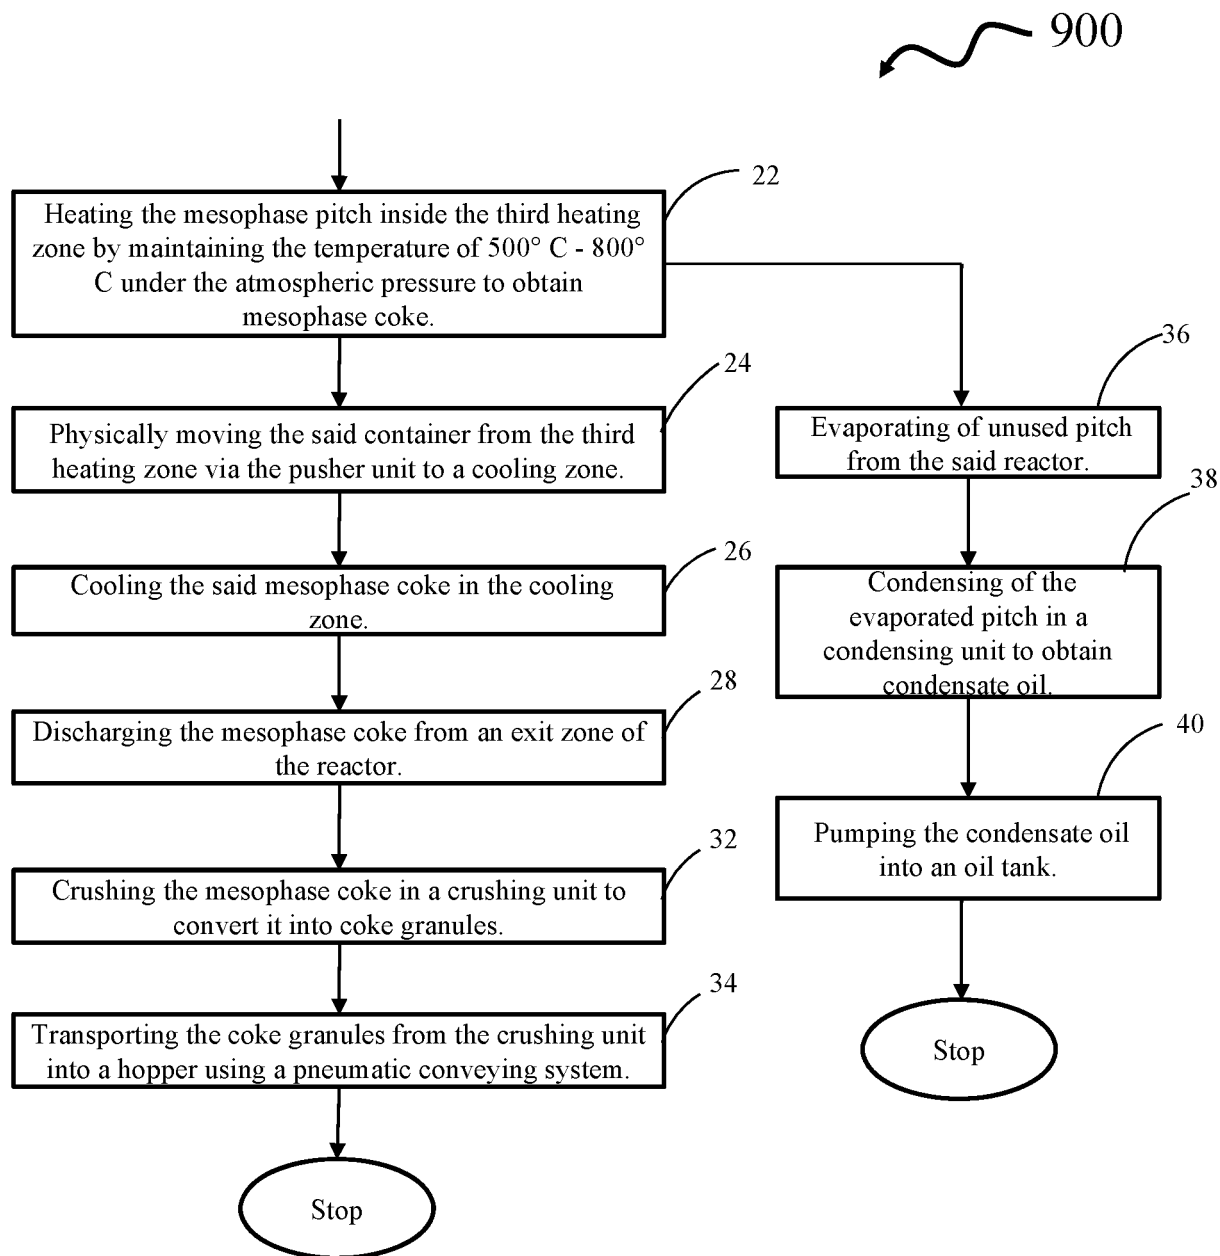 900
22
Heating the mesophase pitch inside the third heating
zone by maintaining the temperature of 500° C - 800°
C under the atmospheric pressure to obtain
mesophase coke.
24
Physically moving the said container from the third
heating zone via the pusher unit to a cooling zone.
26
Cooling the said mesophase coke in the cooling
zone.
28
Discharging the mesophase coke from an exit zone of
the reactor.
32
Crushing the mesophase coke in a crushing unit to
convert it into coke granules.
34
Transporting the coke granules from the crushing unit
into a hopper using a pneumatic conveying system.
Stop
36
Evaporating of unused pitch
from the said reactor.
38
Condensing of the
evaporated pitch in a
condensing unit to obtain
condensate oil.
40
Pumping the condensate oil
into an oil tank.
Stop